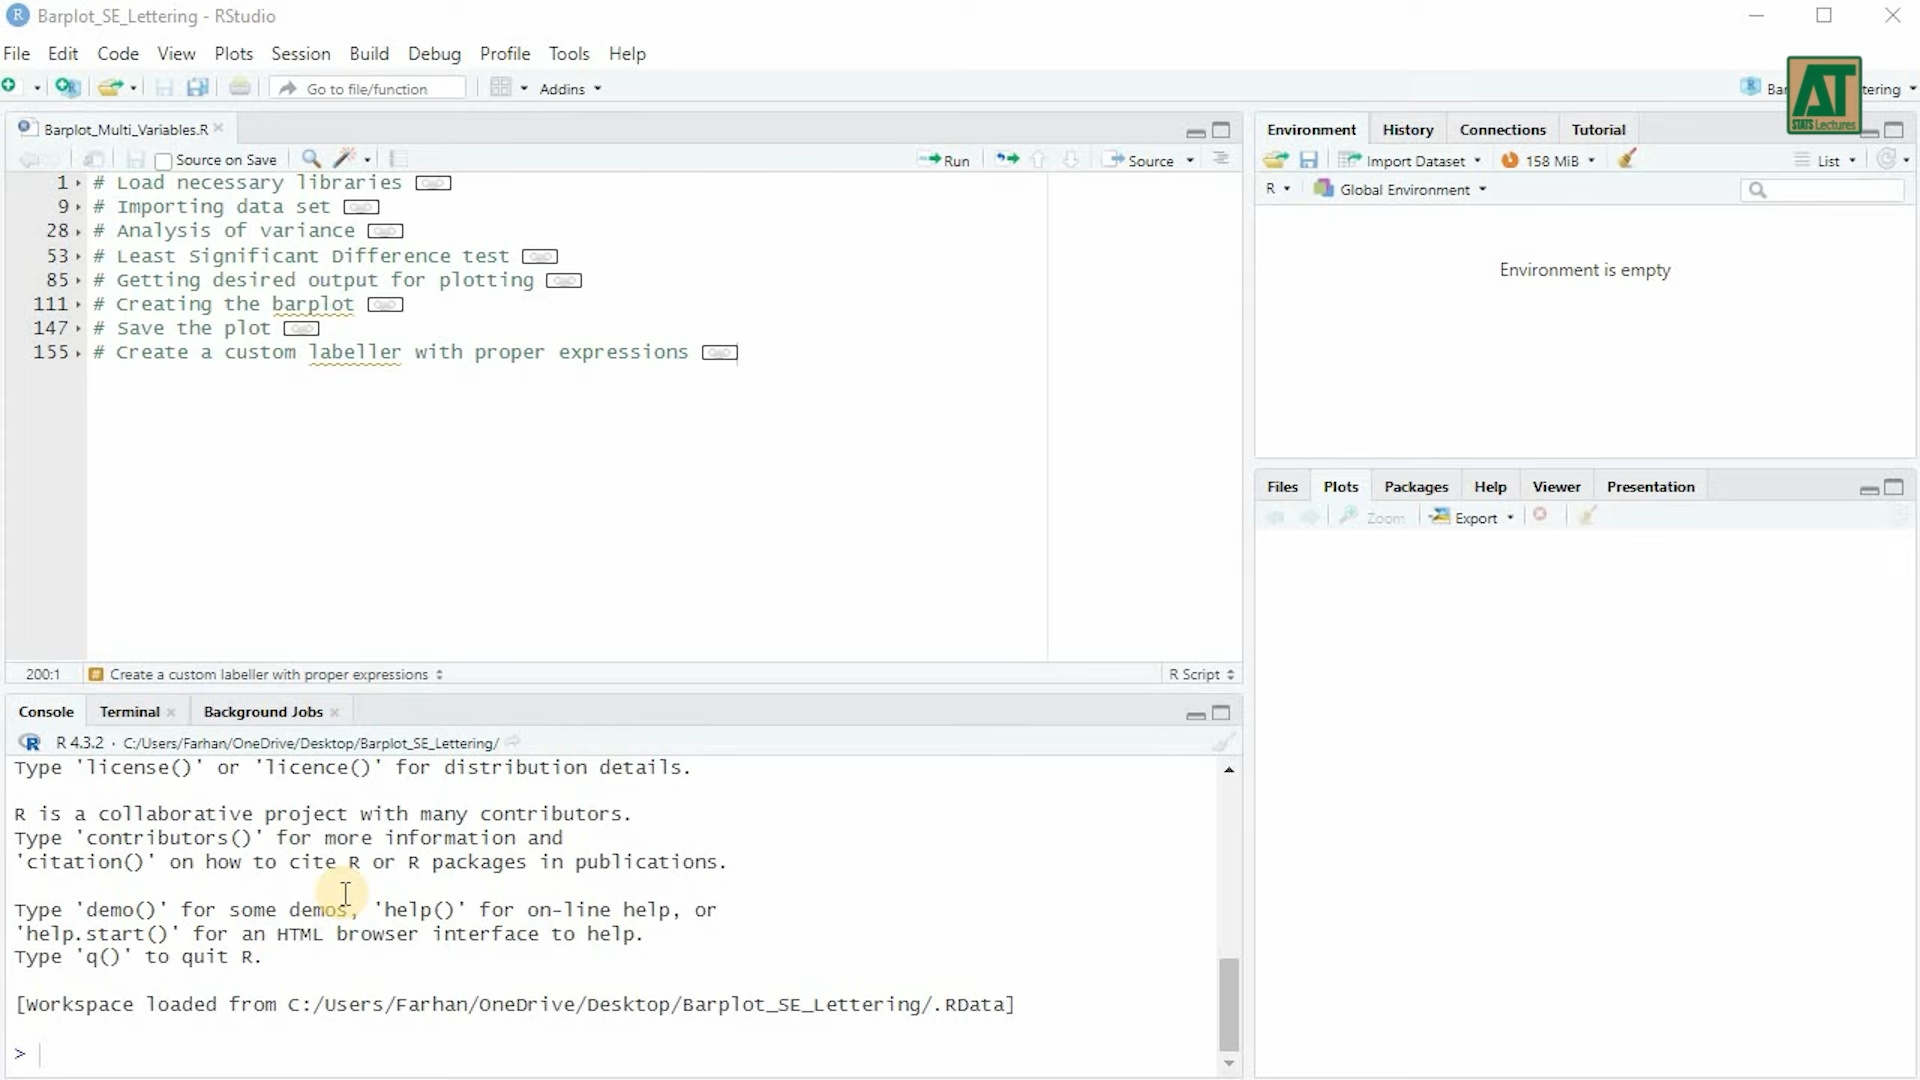 Barplot_SE_Lettering - RStudio
File Edit Code View Plots Session Build Debug Profile Tools Help
Go to file/function Addins
AT
STATS Lectures
Barplot_Multi_Variables.R
Source on Save Run Source
1 # Load necessary libraries
9 # Importing data set
28 # Analysis of variance
53 # Least Significant Difference test
85 # Getting desired output for plotting
111 # Creating the barplot
147 # Save the plot
155 # Create a custom labeller with proper expressions
200:1 Create a custom labeller with proper expressions R Script
Console Terminal Background Jobs
R 4.3.2 · C:/Users/Farhan/OneDrive/Desktop/Barplot_SE_Lettering/
Type 'license()' or 'licence()' for distribution details.
R is a collaborative project with many contributors.
Type 'contributors()' for more information and
'citation()' on how to cite R or R packages in publications.
Type 'demo()' for some demos, 'help()' for on-line help, or
'help.start()' for an HTML browser interface to help.
Type 'q()' to quit R.
[Workspace loaded from C:/Users/Farhan/OneDrive/Desktop/Barplot_SE_Lettering/.RData]
>
Environment History Connections Tutorial
Import Dataset 158 MiB List
R Global Environment
Environment is empty
Files Plots Packages Help Viewer Presentation
Zoom Export